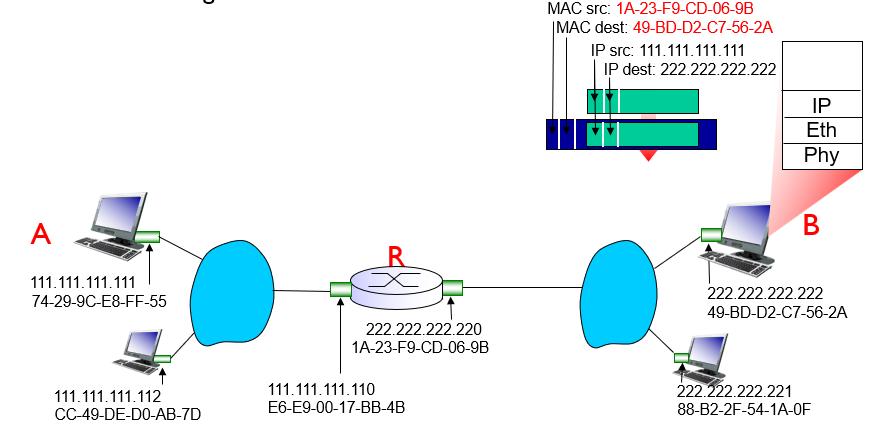 MAC src: 1A-23-F9-CD-06-9B
MAC dest: 49-BD-D2-C7-56-2A
IP src: 111.111.111.111
IP dest: 222.222.222.222
IP
Eth
Phy
A
R
B
111.111.111.111
74-29-9C-E8-FF-55
222.222.222.222
49-BD-D2-C7-56-2A
222.222.222.220
1A-23-F9-CD-06-9B
111.111.111.112
CC-49-DE-D0-AB-7D
111.111.111.110
E6-E9-00-17-BB-4B
222.222.222.221
88-B2-2F-54-1A-0F